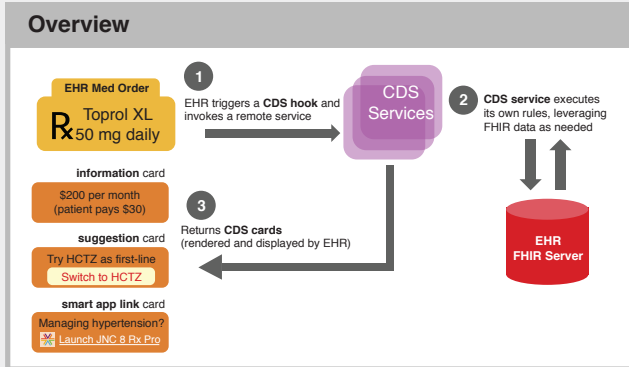 Overview
EHR Med Order
Rx Toprol XL
50 mg daily
1
EHR triggers a CDS hook and
invokes a remote service
CDS
Services
2
CDS service executes
its own rules, leveraging
FHIR data as needed
EHR
FHIR Server
3
Returns CDS cards
(rendered and displayed by EHR)
information card
$200 per month
(patient pays $30)
suggestion card
Try HCTZ as first-line
Switch to HCTZ
smart app link card
Managing hypertension?
Launch JNC 8 Rx Pro